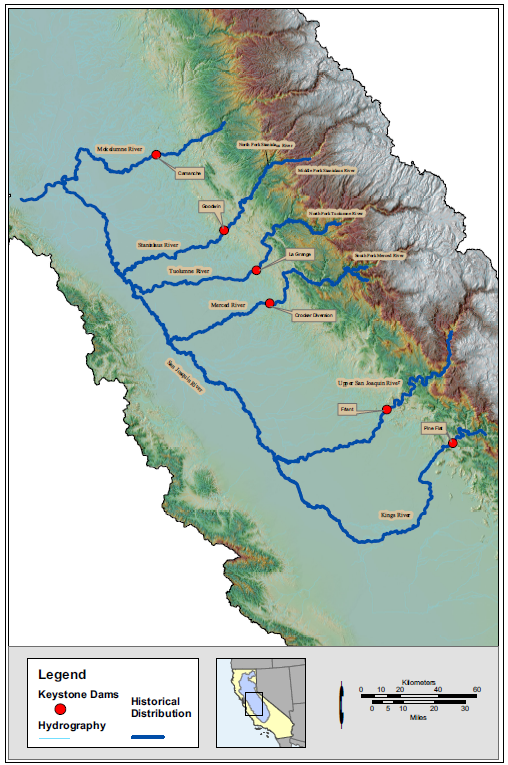 Mokelumne River
North Fork Stanislaus River
Camanche
Middle Fork Stanislaus River
Goodwin
North Fork Tuolumne River
Stanislaus River
La Grange
South Fork Merced River
Tuolumne River
Merced River
Crocker Diversion
San Joaquin River
Upper San Joaquin River
Friant
Pine Flat
Kings River
Legend
Keystone Dams
Historical
Distribution
Hydrography
Kilometers
0 10 20 40 60
0 5 10 20 30
Miles